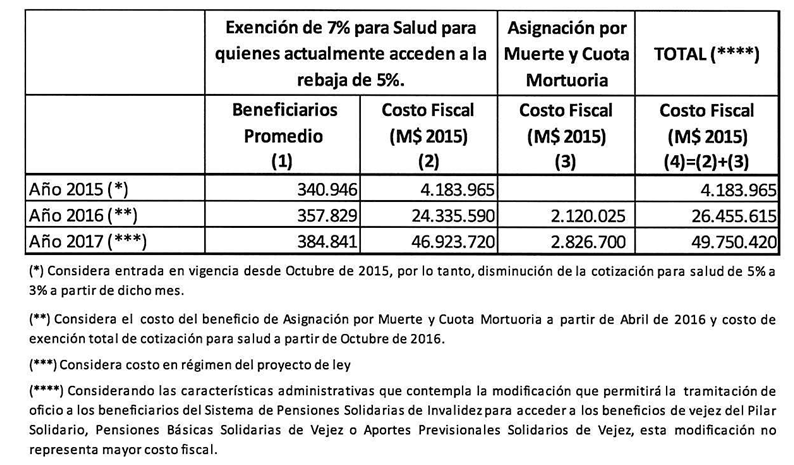 Exención de 7% para Salud para quienes actualmente acceden a la rebaja de 5%.
Asignación por Muerte y Cuota Mortuoria
TOTAL (****)
Beneficiarios Promedio (1)
Costo Fiscal (M$ 2015) (2)
Costo Fiscal (M$ 2015) (3)
Costo Fiscal (M$ 2015) (4)=(2)+(3)
Año 2015 (*) 340.946 4.183.965 4.183.965
Año 2016 (**) 357.829 24.335.590 2.120.025 26.455.615
Año 2017 (***) 384.841 46.923.720 2.826.700 49.750.420
(*) Considera entrada en vigencia desde Octubre de 2015, por lo tanto, disminución de la cotización para salud de 5% a
3% a partir de dicho mes.
(**) Considera el costo del beneficio de Asignación por Muerte y Cuota Mortuoria a partir de Abril de 2016 y costo de
exención total de cotización para salud a partir de Octubre de 2016.
(***) Considera costo en régimen del proyecto de ley
(****) Considerando las características administrativas que contempla la modificación que permitirá la tramitación de
oficio a los beneficiarios del Sistema de Pensiones Solidarias de Invalidez para acceder a los beneficios de vejez del Pilar
Solidario, Pensiones Básicas Solidarias de Vejez o Aportes Previsionales Solidarios de Vejez, esta modificación no
representa mayor costo fiscal.